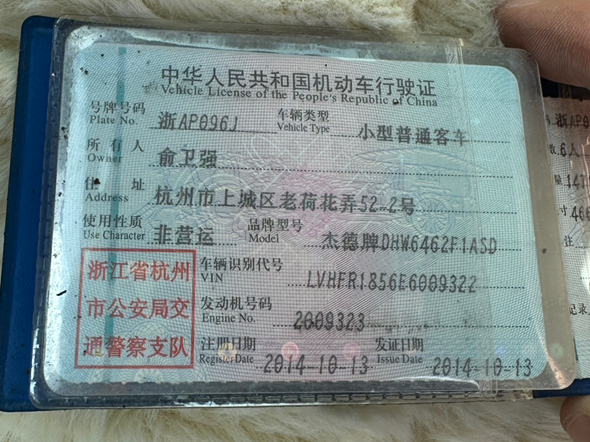 中华人民共和国机动车行驶证
Vehicle License of the People's Republic of China
号牌号码 浙AP096J 车辆类型 小型普通客车
Plate No. Vehicle Type
所有人 俞卫强
Owner
住址 杭州市上城区老荷花弄52-2号
Address
使用性质 非营运 品牌型号 杰德牌DHW6462F1ASD
Use Character Model
浙江省杭州 车辆识别代号 LVHFR1856E6009322
VIN
市公安局交 发动机号码 2009323
Engine No.
通警察支队 注册日期 2014-10-13 发证日期 2014-10-13
Register Date Issue Date
浙AP0
6人